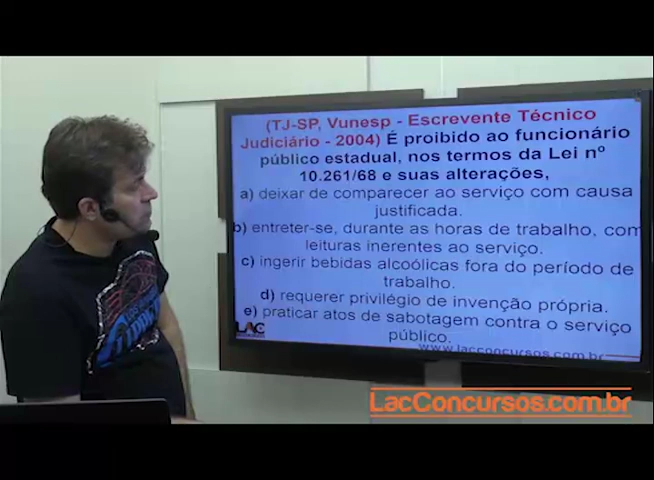 (TJ-SP, Vunesp - Escrevente Técnico
Judiciário - 2004) É proibido ao funcionário
público estadual, nos termos da Lei nº
10.261/68 e suas alterações,
a) deixar de comparecer ao serviço com causa
justificada.
b) entreter-se, durante as horas de trabalho, com
leituras inerentes ao serviço.
c) ingerir bebidas alcoólicas fora do período de
trabalho.
d) requerer privilégio de invenção própria.
e) praticar atos de sabotagem contra o serviço
público.
LAC
www.lacconcursos.com.br
LacConcursos.com.br